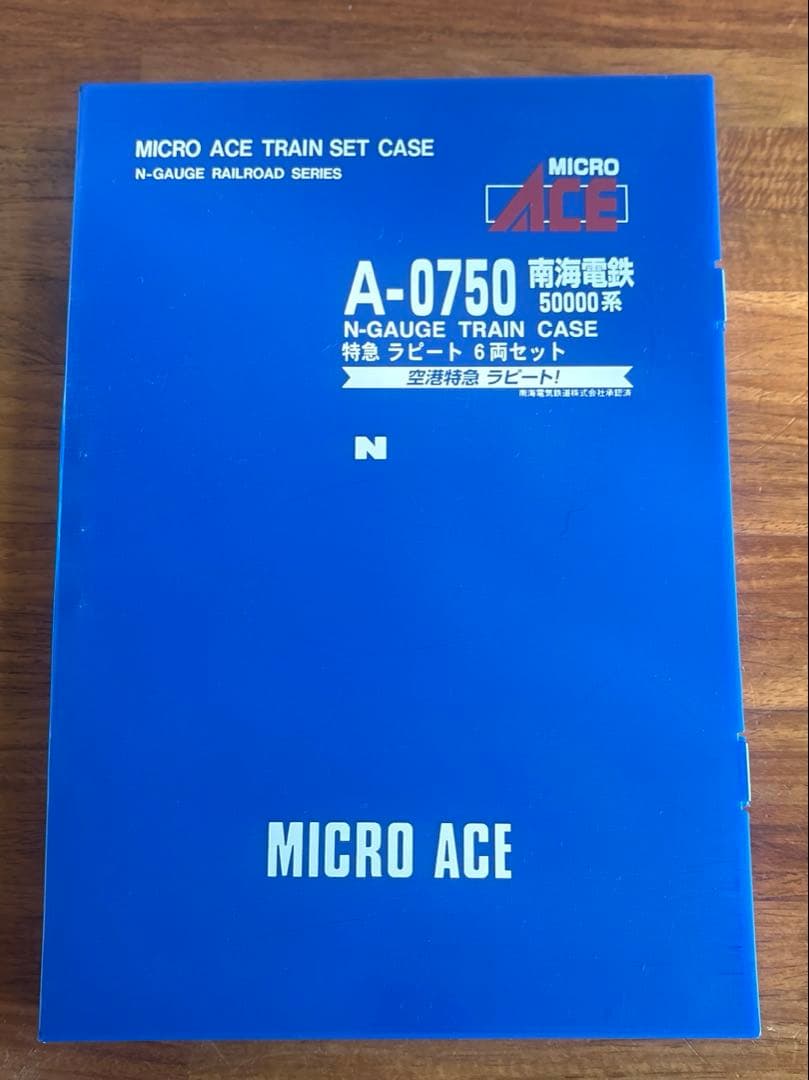 MICRO ACE TRAIN SET CASE
N-GAUGE RAILROAD SERIES
MICRO
ACE
A-0750 南海電鉄
50000系
N-GAUGE TRAIN CASE
特急 ラピート 6両セット
空港特急 ラピート!
南海電気鉄道株式会社承認済
N
MICRO ACE